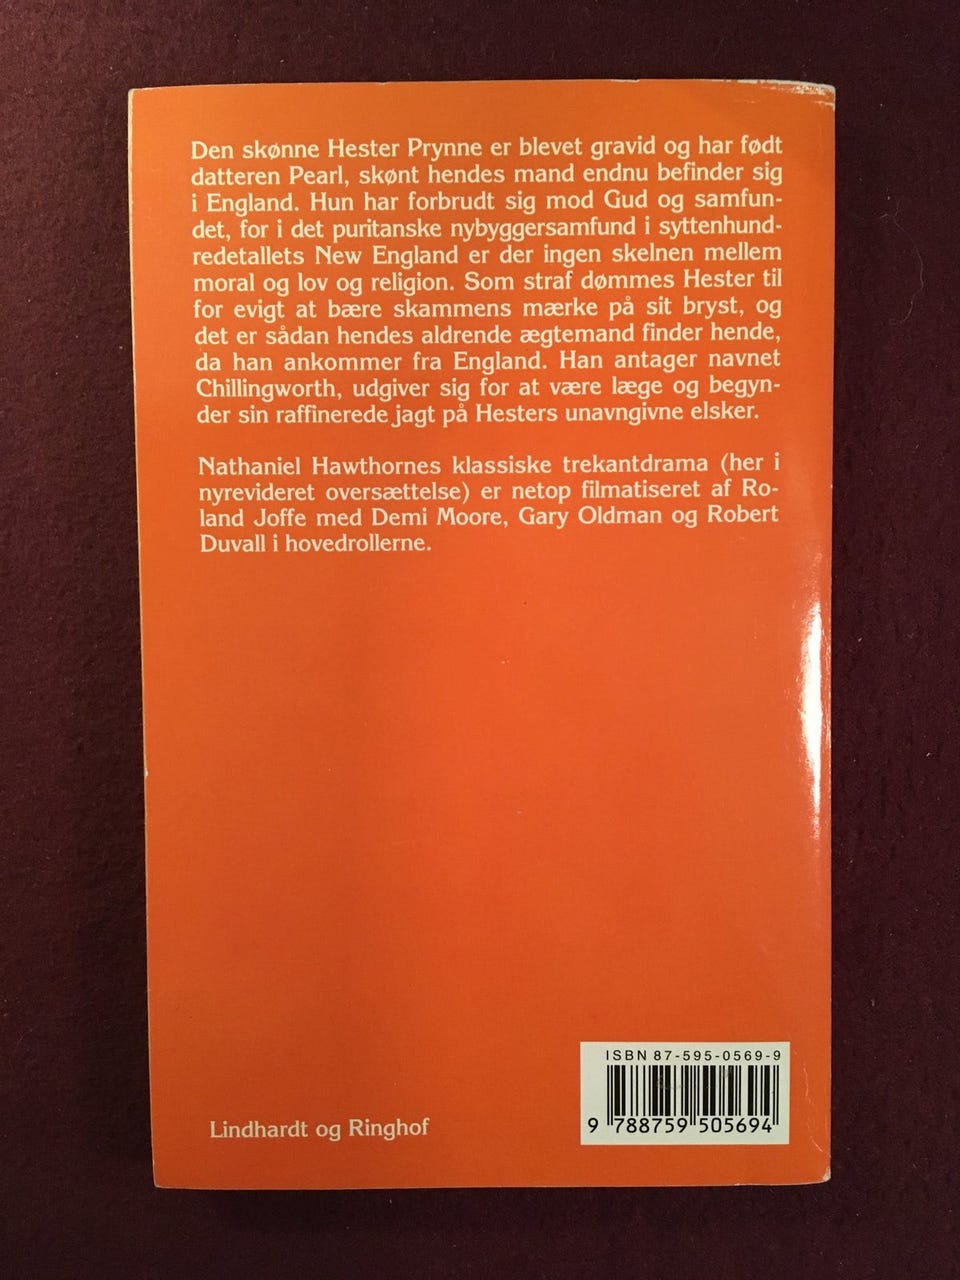 Den skønne Hester Prynne er blevet gravid og har født
datteren Pearl, skønt hendes mand endnu befinder sig
i England. Hun har forbrudt sig mod Gud og samfun-
det, for i det puritanske nybyggersamfund i syttenhund-
redetallets New England er der ingen skelnen mellem
moral og lov og religion. Som straf dømmes Hester til
for evigt at bære skammens mærke på sit bryst, og
det er sådan hendes aldrende ægtemand finder hende,
da han ankommer fra England. Han antager navnet
Chillingworth, udgiver sig for at være læge og begyn-
der sin raffinerede jagt på Hesters unavngivne elsker.
Nathaniel Hawthornes klassiske trekantdrama (her i
nyrevideret oversættelse) er netop filmatiseret af Ro-
land Joffe med Demi Moore, Gary Oldman og Robert
Duvall i hovedrollerne.
ISBN 87-595-0569-9
9 788759 505694
Lindhardt og Ringhof